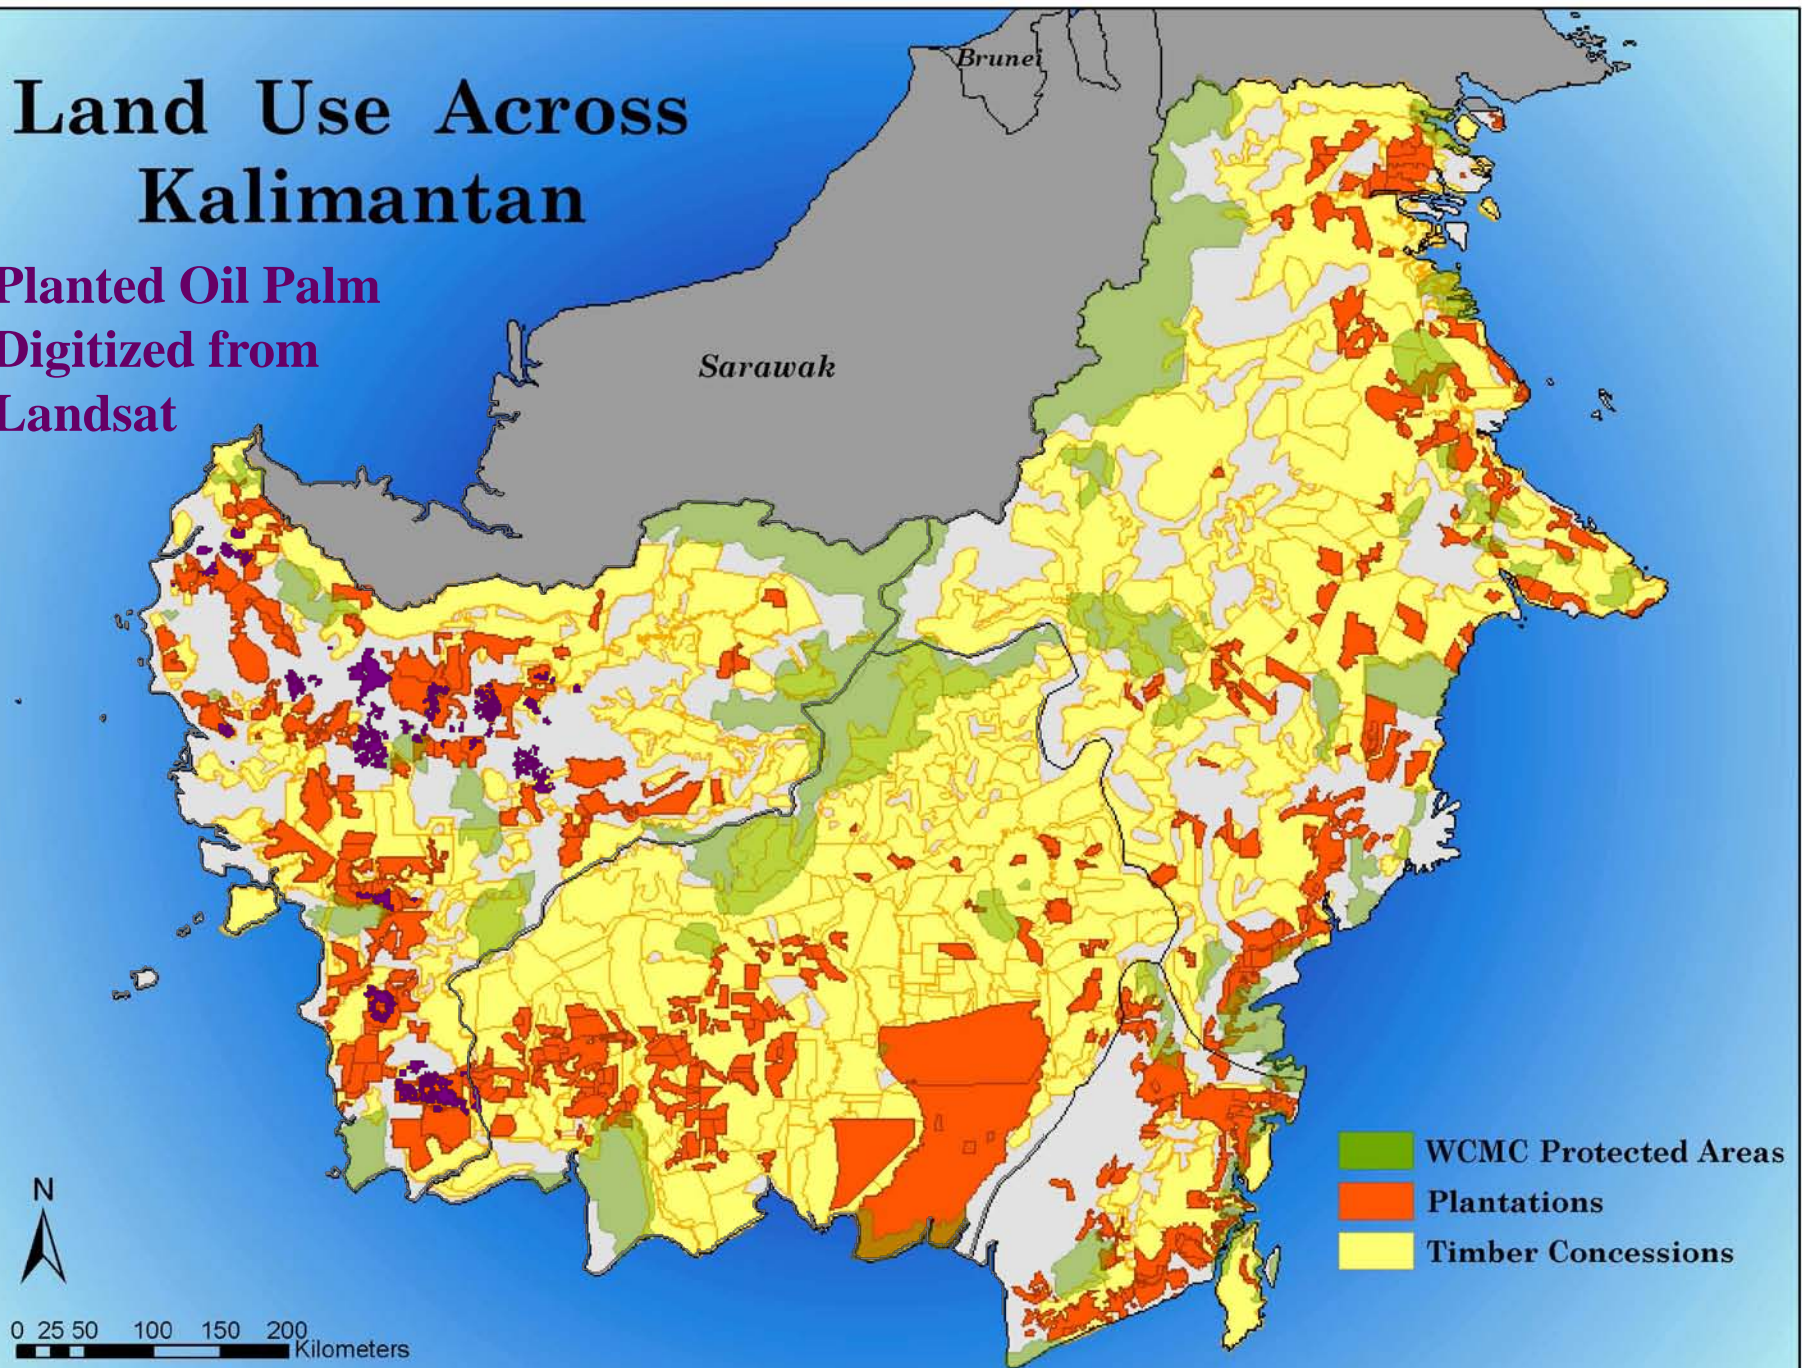 Land Use Across
Kalimantan
Planted Oil Palm
Digitized from
Landsat
Brunei
Sarawak
WCMC Protected Areas
Plantations
Timber Concessions
N
0 25 50 100 150 200
Kilometers